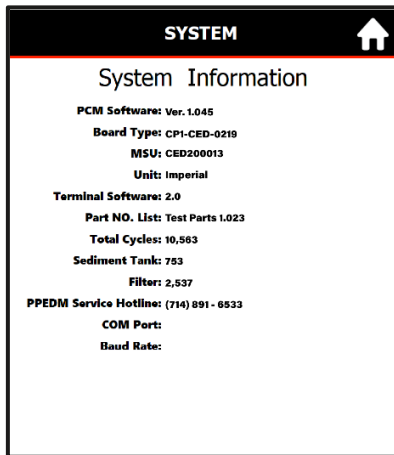 SYSTEM
System Information
PCM Software: Ver. 1.045
Board Type: CP1-CED-0219
MSU: CED200013
Unit: Imperial
Terminal Software: 2.0
Part NO. List: Test Parts 1.023
Total Cycles: 10,563
Sediment Tank: 753
Filter: 2,537
PPEDM Service Hotline: (714) 891 - 6533
COM Port:
Baud Rate: